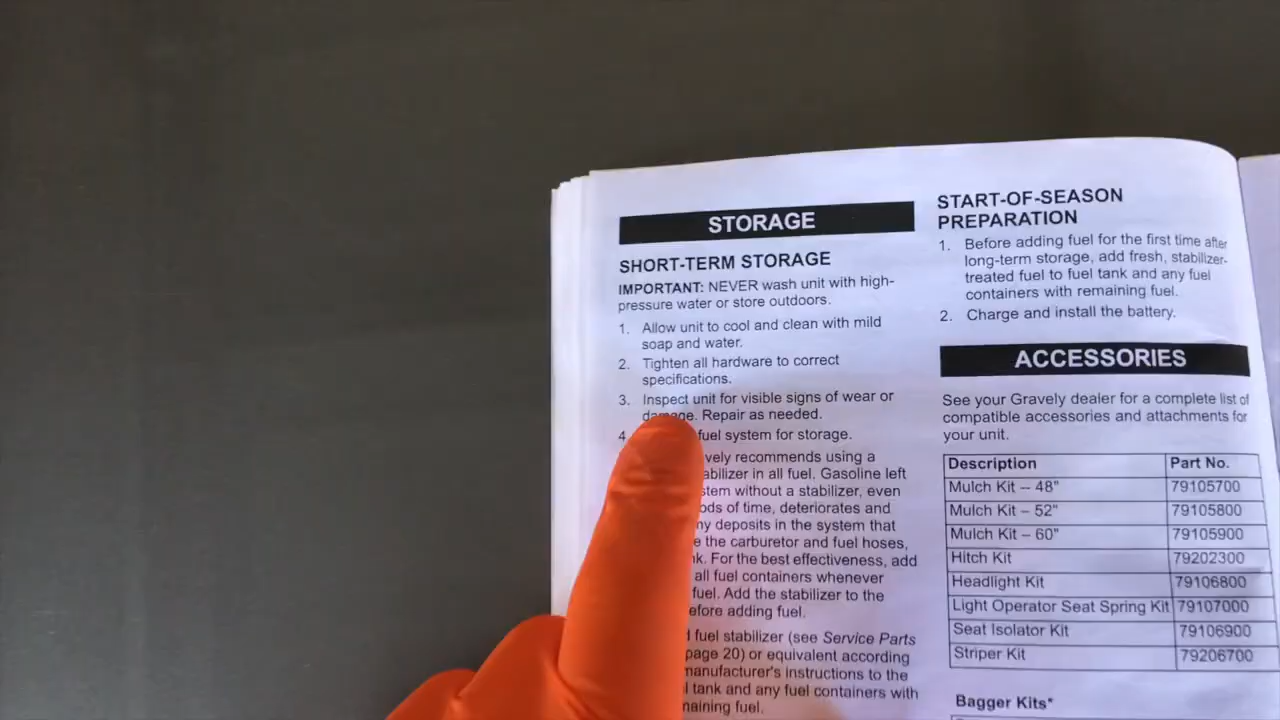 STORAGE
SHORT-TERM STORAGE
IMPORTANT: NEVER wash unit with high-
pressure water or store outdoors.
1. Allow unit to cool and clean with mild
soap and water.
2. Tighten all hardware to correct
specifications.
3. Inspect unit for visible signs of wear or
damage. Repair as needed.
4 fuel system for storage.
recommends using a
in all fuel. Gasoline left
without a stabilizer, even
of time, deteriorates and
deposits in the system that
the carburetor and fuel hoses,
For the best effectiveness, add
all fuel containers whenever
fuel. Add the stabilizer to the
adding fuel.
fuel stabilizer (see Service Parts
page 20) or equivalent according
instructions to the
tank and any fuel containers with
fuel.
START-OF-SEASON
PREPARATION
1. Before adding fuel for the first time after
long-term storage, add fresh, stabilizer-
treated fuel to fuel tank and any fuel
containers with remaining fuel.
2. Charge and install the battery.
ACCESSORIES
See your Gravely dealer for a complete list of
compatible accessories and attachments for
your unit.
Description Part No.
Mulch Kit – 48" 79105700
Mulch Kit – 52" 79105800
Mulch Kit – 60" 79105900
Hitch Kit 79202300
Headlight Kit 79106800
Light Operator Seat Spring Kit 79107000
Seat Isolator Kit 79106900
Striper Kit 79206700
Bagger Kits*